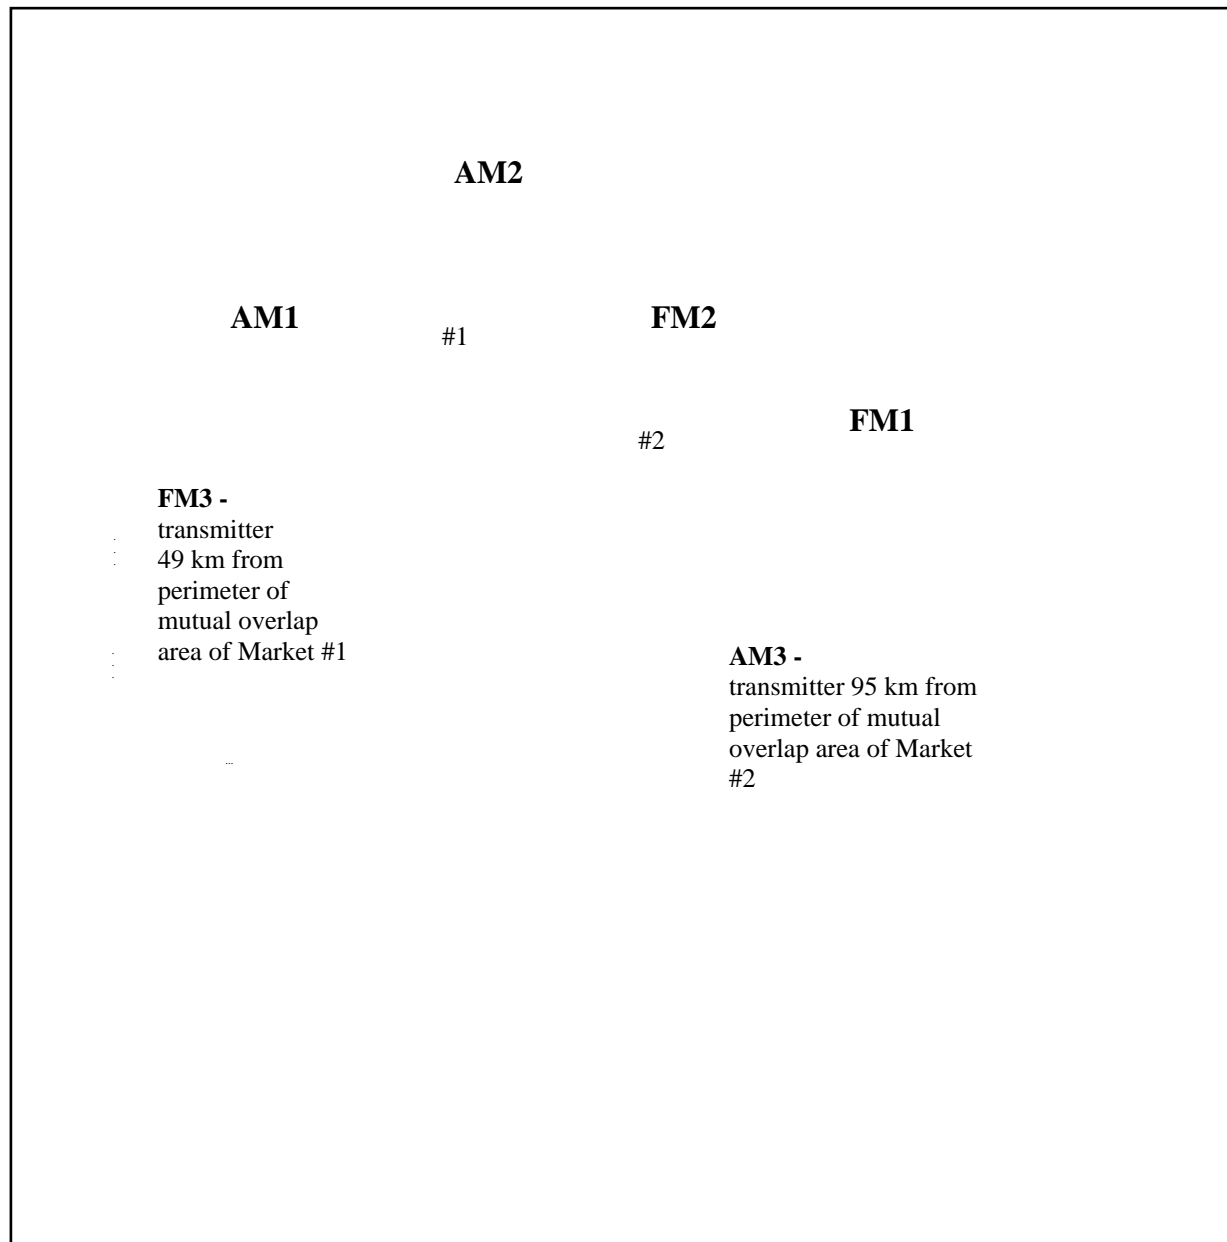 AM2
AM1
#1
FM2
#2
FM1
FM3 -
transmitter
49 km from
perimeter of
mutual overlap
area of Market #1
AM3 -
transmitter 95 km from
perimeter of mutual
overlap area of Market
#2